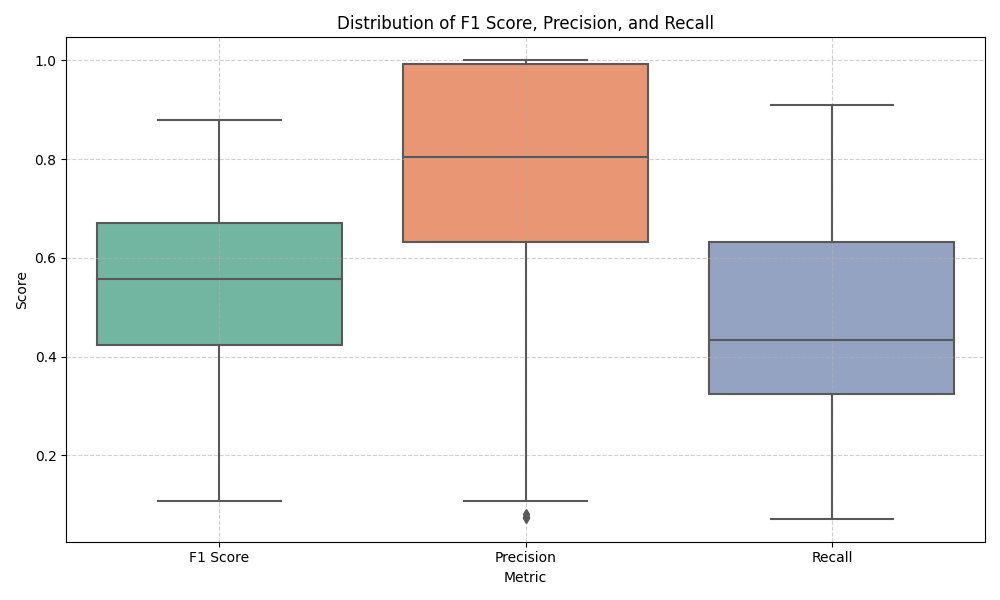 Distribution of F1 Score, Precision, and Recall
1.0
0.8
0.6
0.4
0.2
Score
F1 Score
Precision
Recall
Metric